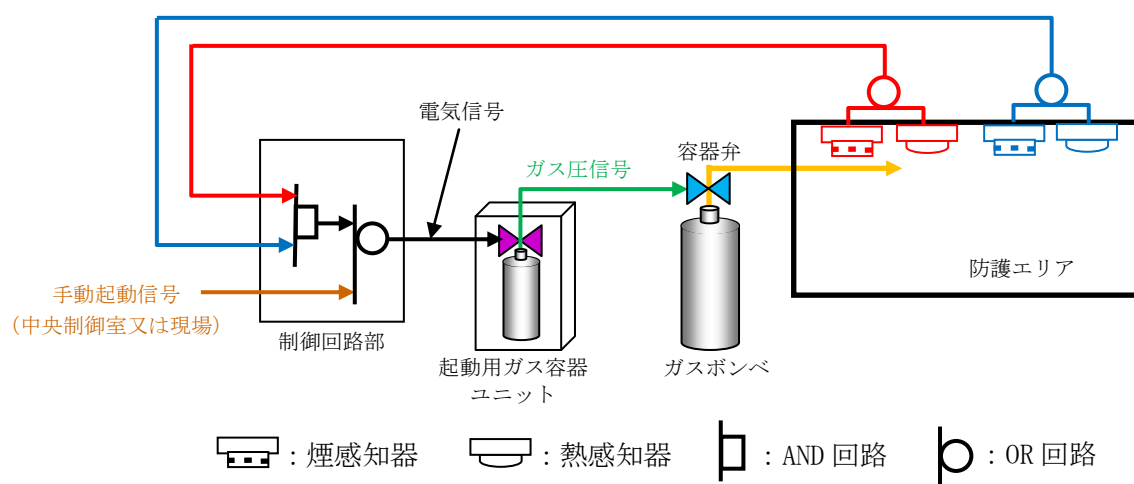 電気信号
ガス圧信号
容器弁
防護エリア
手動起動信号
(中央制御室又は現場)
制御回路部
起動用ガス容器
ユニット
ガスボンベ
：煙感知器
：熱感知器
：AND 回路
：OR 回路